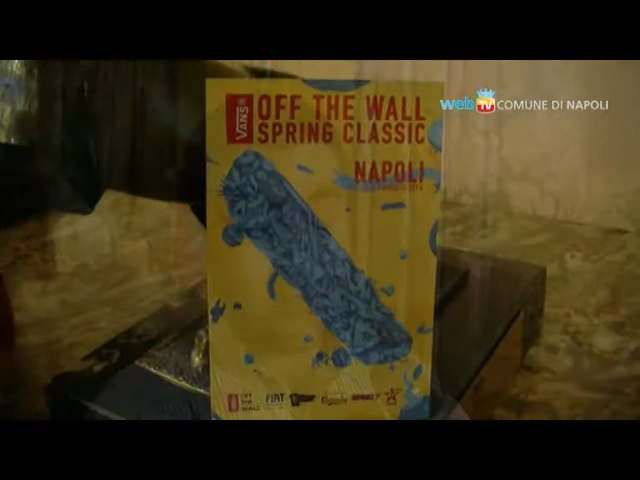 web TV COMUNE DI NAPOLI
VANS
OFF THE WALL
SPRING CLASSIC
NAPOLI
OFF
THE
WALL
FIAT